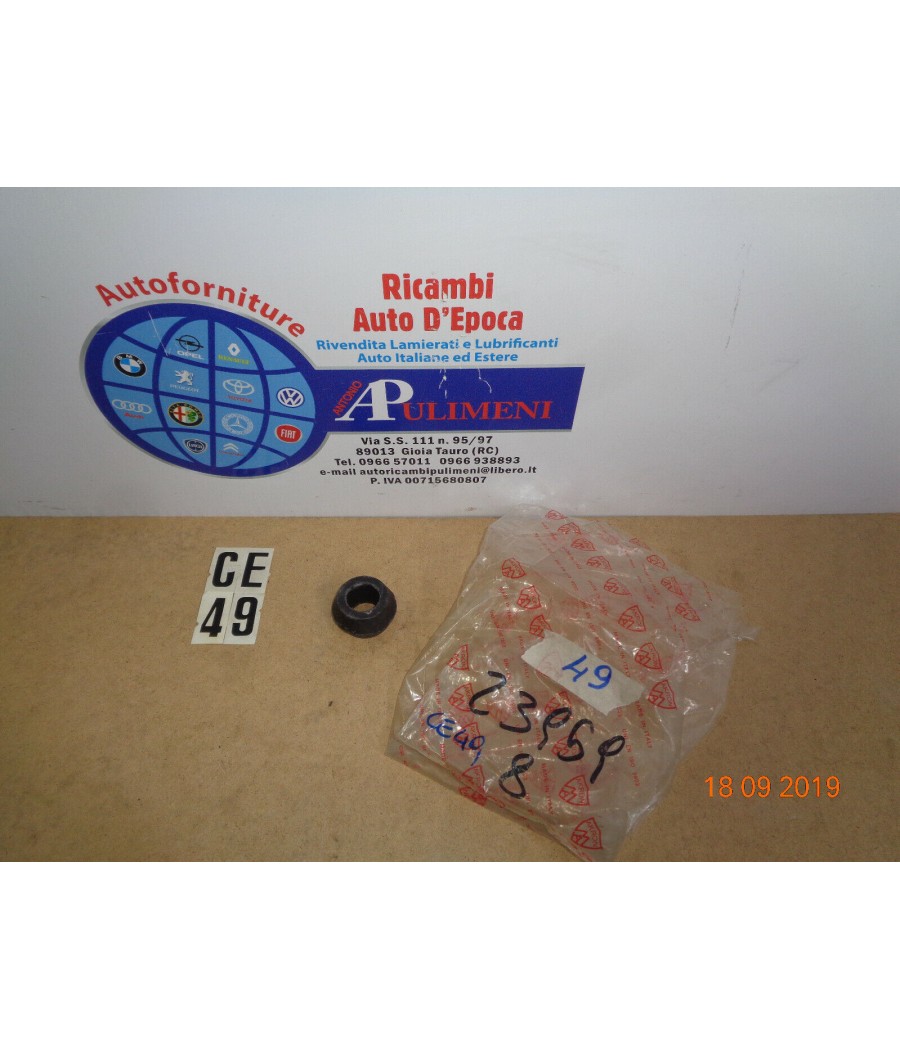 Autoforniture
Ricambi
Auto D'Epoca
Rivendita Lamierati e Lubrificanti
Auto Italiane ed Estere
BMW
OPEL
RENAULT
PEUGEOT
TOYOTA
Audi
FIAT
ANTONIO
APULIMENI
Via S.S. 111 n. 95/97
89013 Gioia Tauro (RC)
Tel. 0966 57011 0966 938893
e-mail autoricambipulimeni@libero.it
P. IVA 00715680807
CE
49
49
23959
CE49
8
18 09 2019